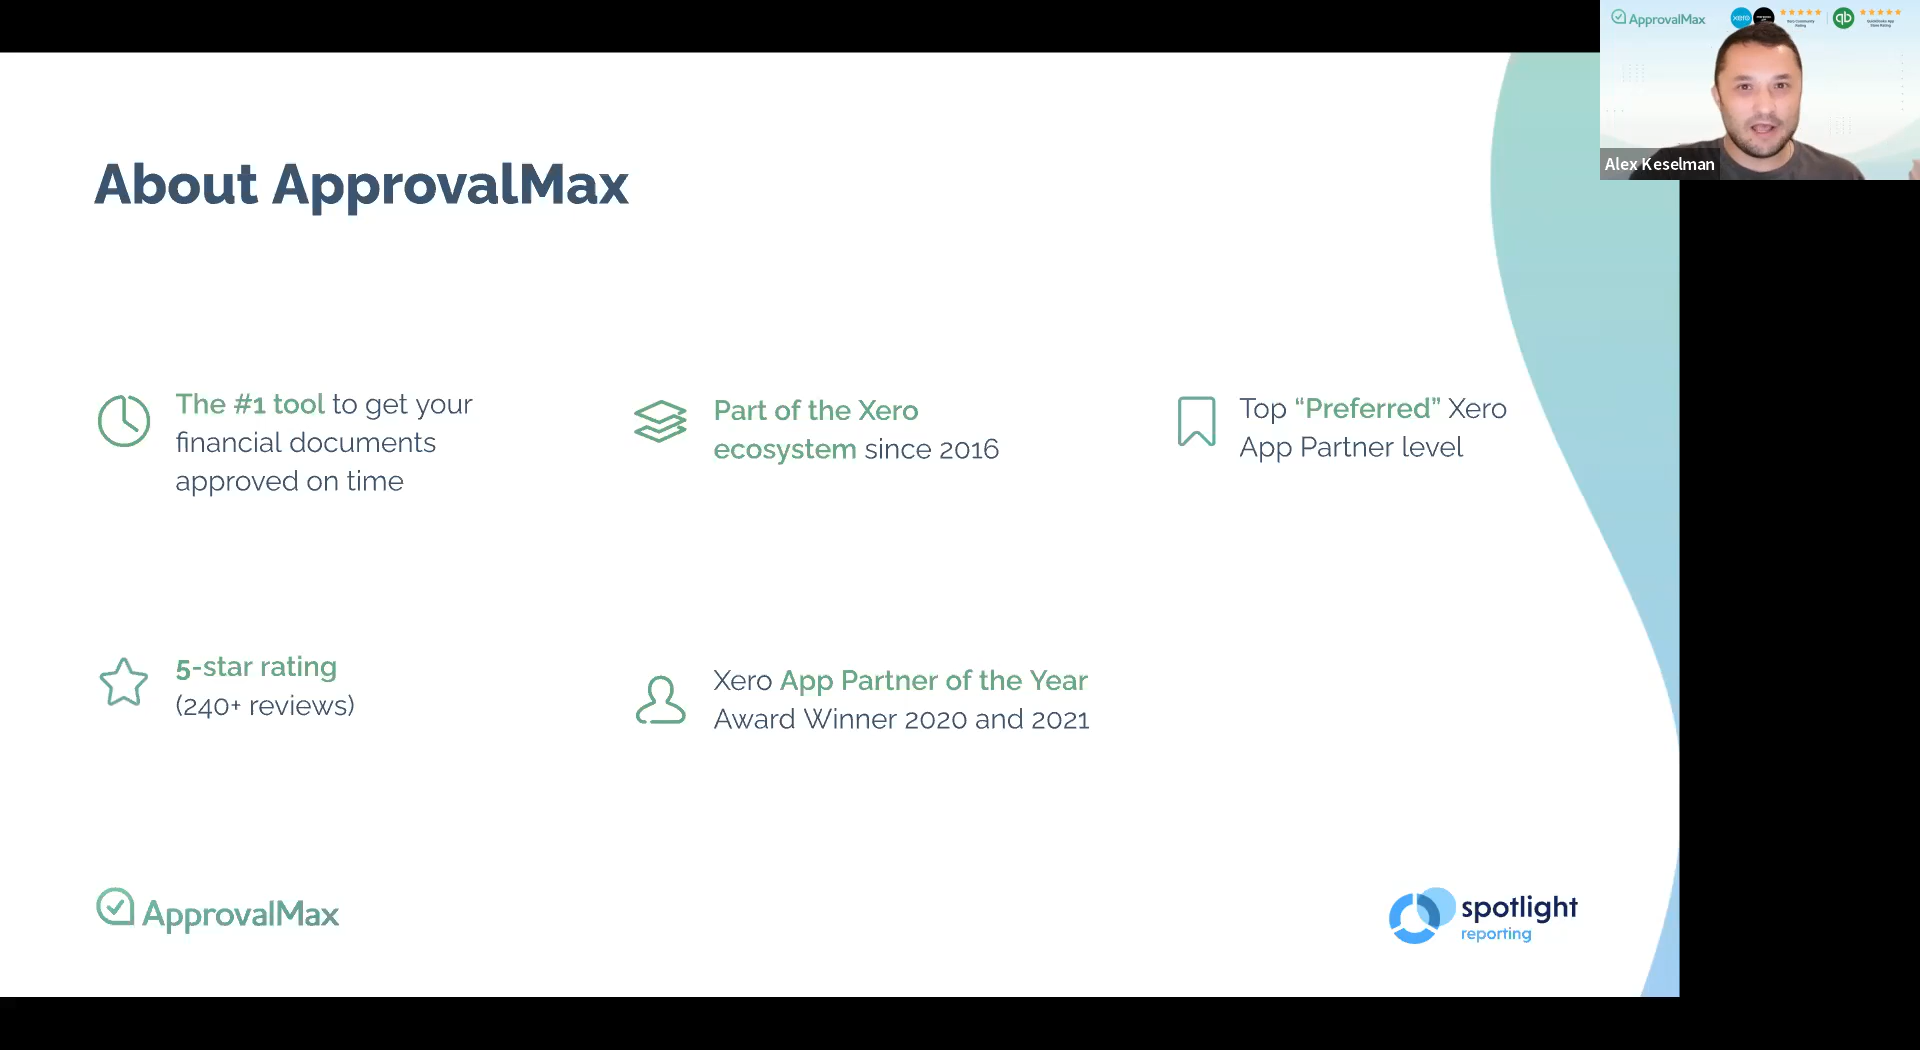 About ApprovalMax
The #1 tool to get your
financial documents
approved on time
Part of the Xero
ecosystem since 2016
Top “Preferred” Xero
App Partner level
5-star rating
(240+ reviews)
Xero App Partner of the Year
Award Winner 2020 and 2021
ApprovalMax
spotlight
reporting
ApprovalMax
xero
qb
Alex Keselman